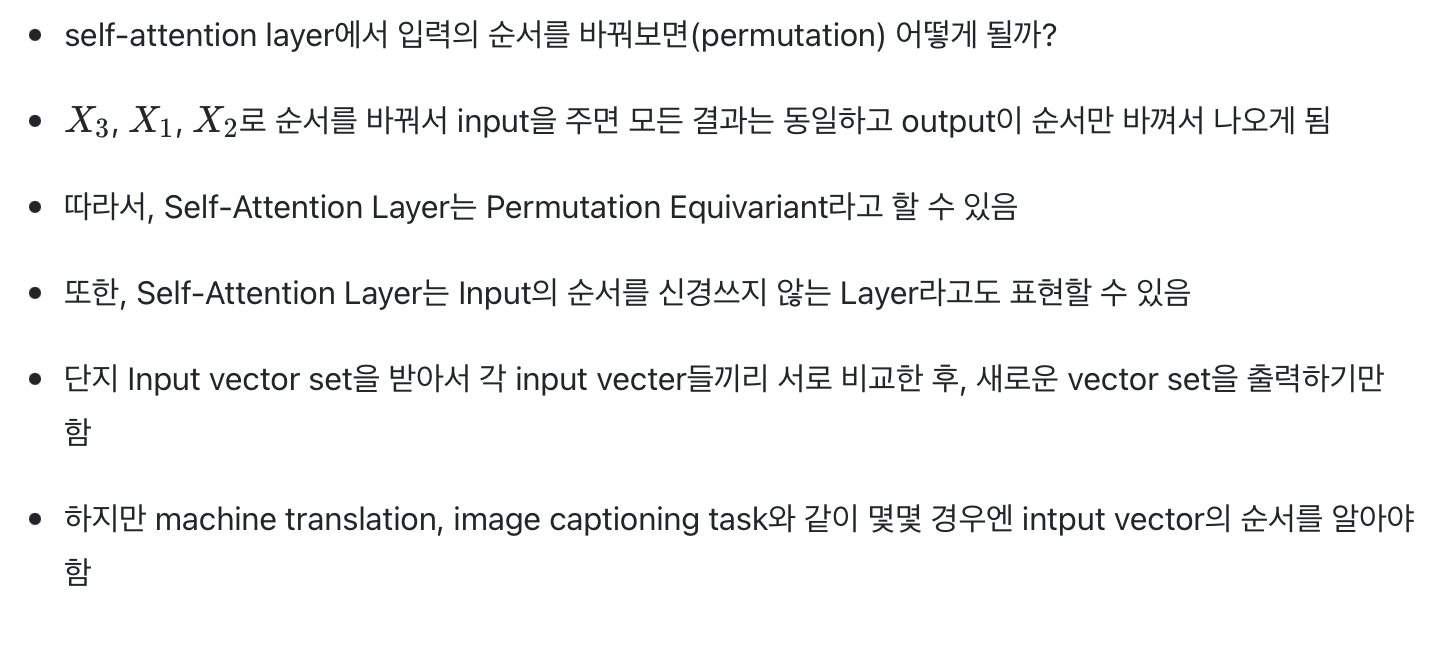 • self-attention layer에서 입력의 순서를 바꿔보면(permutation) 어떻게 될까?
• X₃, X₁, X₂로 순서를 바꿔서 input을 주면 모든 결과는 동일하고 output이 순서만 바껴서 나오게 됨
• 따라서, Self-Attention Layer는 Permutation Equivariant라고 할 수 있음
• 또한, Self-Attention Layer는 Input의 순서를 신경쓰지 않는 Layer라고도 표현할 수 있음
• 단지 Input vector set을 받아서 각 input vecter들끼리 서로 비교한 후, 새로운 vector set을 출력하기만
함
• 하지만 machine translation, image captioning task와 같이 몇몇 경우엔 intput vector의 순서를 알아야
함